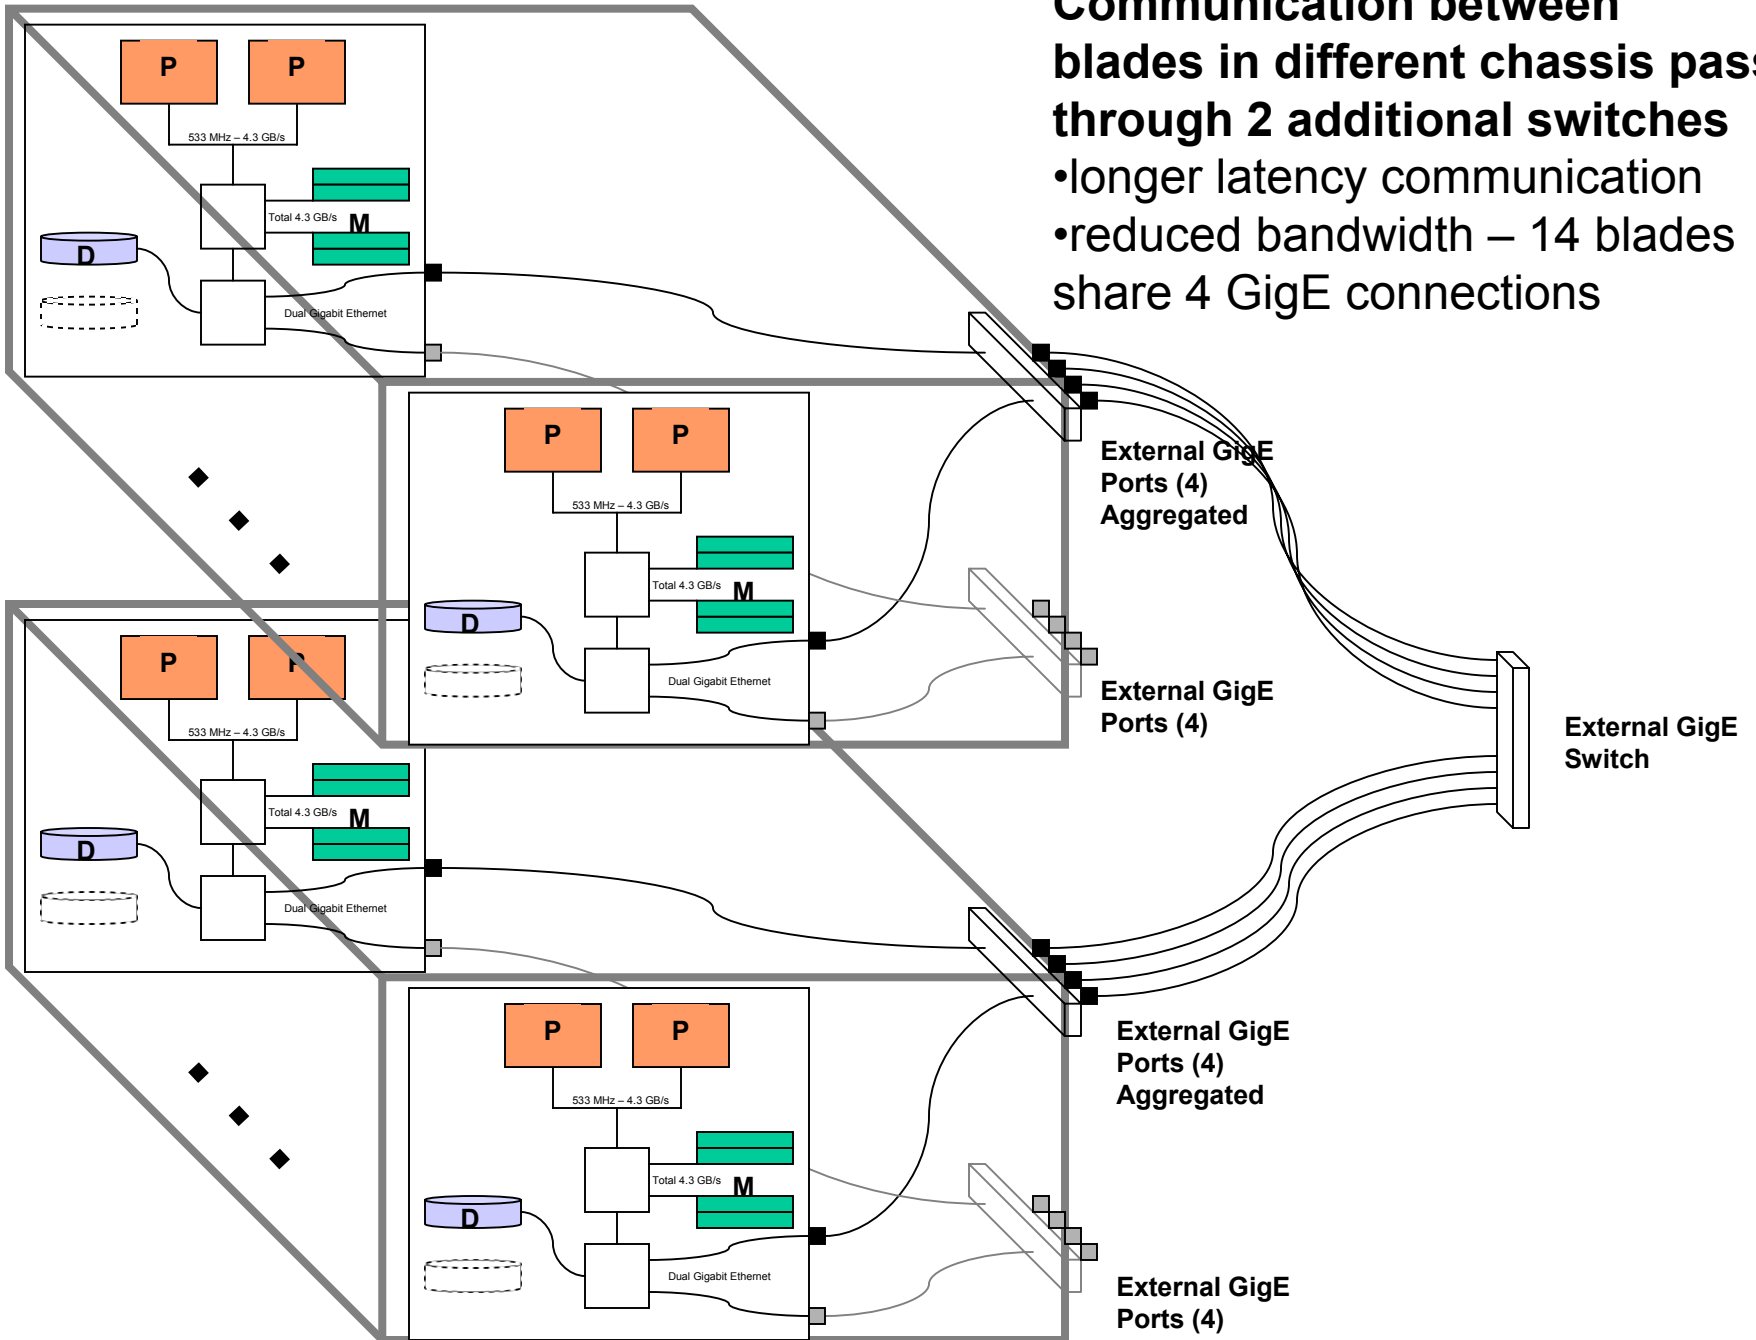 Communication between
blades in different chassis pass
through 2 additional switches
•longer latency communication
•reduced bandwidth – 14 blades
share 4 GigE connections
P P
533 MHz – 4.3 GB/s
Total 4.3 GB/s M
D
Dual Gigabit Ethernet
P P
533 MHz – 4.3 GB/s
Total 4.3 GB/s M
D
Dual Gigabit Ethernet
External GigE
Ports (4)
Aggregated
External GigE
Ports (4)
External GigE
Switch
P P
533 MHz – 4.3 GB/s
Total 4.3 GB/s M
D
Dual Gigabit Ethernet
P P
533 MHz – 4.3 GB/s
Total 4.3 GB/s M
D
Dual Gigabit Ethernet
External GigE
Ports (4)
Aggregated
External GigE
Ports (4)